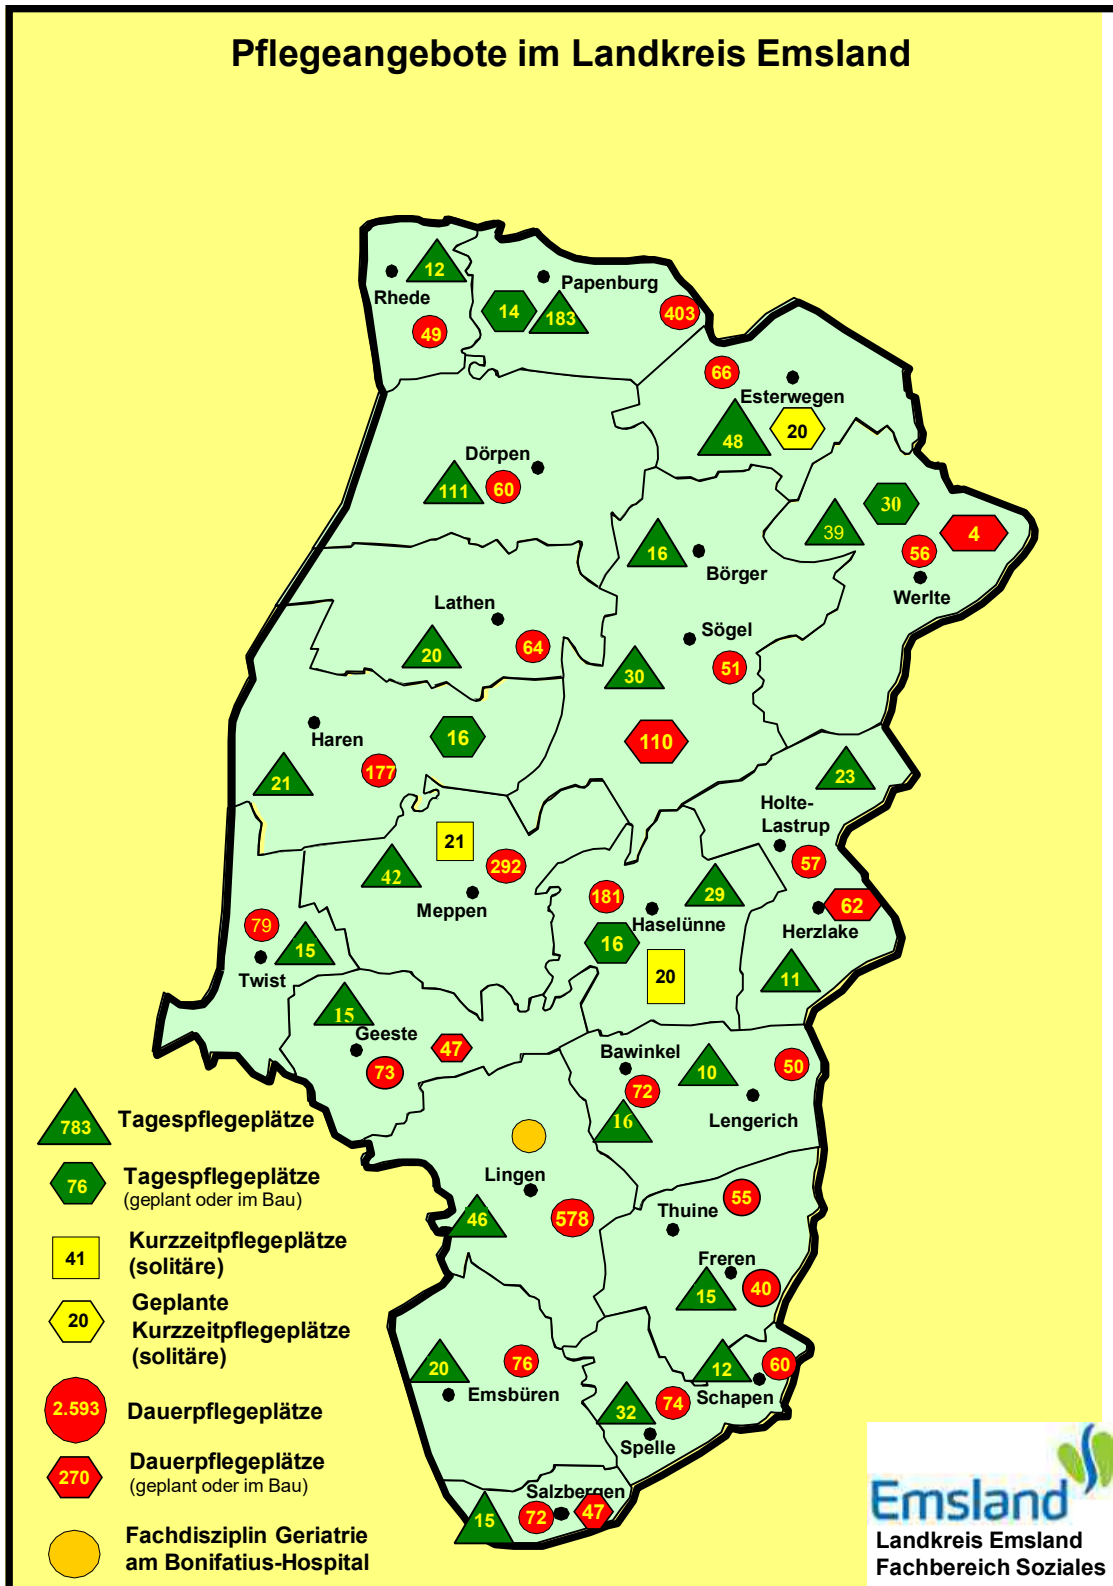 Pflegeangebote im Landkreis Emsland
12
Rhede
49
Papenburg
14
183
403
66
Esterwegen
48
20
Dörpen
111
60
39
30
4
56
Werlte
16
Börger
Lathen
20
64
Sögel
30
51
110
Haren
16
21
177
23
Holte-
Lastrup
57
62
Herzlake
11
21
42
292
Meppen
181
29
Haselünne
16
20
79
15
Twist
15
Geeste
47
73
Bawinkel
72
10
50
16
Lengerich
Lingen
46
578
55
Thuine
Freren
15
40
20
76
Emsbüren
12
60
Schapen
32
74
Spelle
Salzbergen
15
72
47
783 Tagespflegeplätze
76 Tagespflegeplätze
(geplant oder im Bau)
41 Kurzzeitpflegeplätze
(solitäre)
Geplante
20 Kurzzeitpflegeplätze
(solitäre)
2.593 Dauerpflegeplätze
270 Dauerpflegeplätze
(geplant oder im Bau)
Fachdisziplin Geriatrie
am Bonifatius-Hospital
Emsland
Landkreis Emsland
Fachbereich Soziales